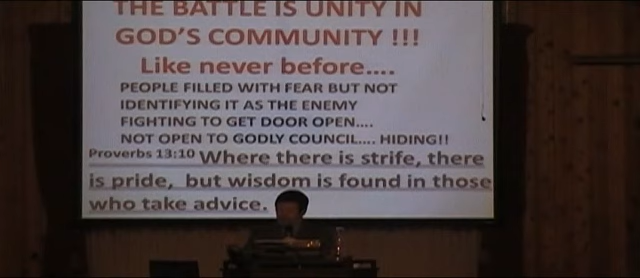 THE BATTLE IS UNITY IN
GOD'S COMMUNITY !!!
Like never before....
PEOPLE FILLED WITH FEAR BUT NOT
IDENTIFYING IT AS THE ENEMY
FIGHTING TO GET DOOR OPEN....
NOT OPEN TO GODLY COUNCIL.... HIDING!!
Proverbs 13:10 Where there is strife, there
is pride, but wisdom is found in those
who take advice.